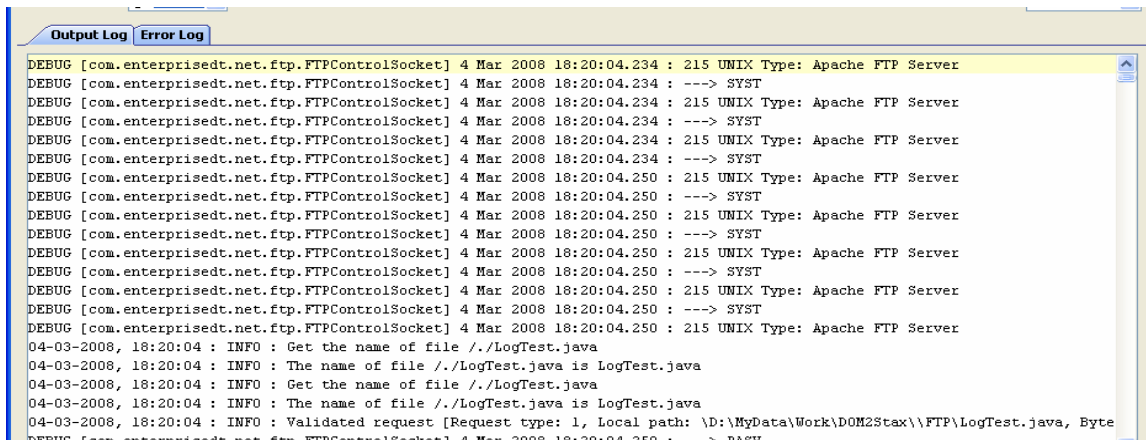 Output Log Error Log
DEBUG [com.enterprisedt.net.ftp.FTPControlSocket] 4 Mar 2008 18:20:04.234 : 215 UNIX Type: Apache FTP Server
DEBUG [com.enterprisedt.net.ftp.FTPControlSocket] 4 Mar 2008 18:20:04.234 : ---> SYST
DEBUG [com.enterprisedt.net.ftp.FTPControlSocket] 4 Mar 2008 18:20:04.234 : 215 UNIX Type: Apache FTP Server
DEBUG [com.enterprisedt.net.ftp.FTPControlSocket] 4 Mar 2008 18:20:04.234 : ---> SYST
DEBUG [com.enterprisedt.net.ftp.FTPControlSocket] 4 Mar 2008 18:20:04.234 : 215 UNIX Type: Apache FTP Server
DEBUG [com.enterprisedt.net.ftp.FTPControlSocket] 4 Mar 2008 18:20:04.234 : ---> SYST
DEBUG [com.enterprisedt.net.ftp.FTPControlSocket] 4 Mar 2008 18:20:04.250 : 215 UNIX Type: Apache FTP Server
DEBUG [com.enterprisedt.net.ftp.FTPControlSocket] 4 Mar 2008 18:20:04.250 : ---> SYST
DEBUG [com.enterprisedt.net.ftp.FTPControlSocket] 4 Mar 2008 18:20:04.250 : 215 UNIX Type: Apache FTP Server
DEBUG [com.enterprisedt.net.ftp.FTPControlSocket] 4 Mar 2008 18:20:04.250 : ---> SYST
DEBUG [com.enterprisedt.net.ftp.FTPControlSocket] 4 Mar 2008 18:20:04.250 : 215 UNIX Type: Apache FTP Server
DEBUG [com.enterprisedt.net.ftp.FTPControlSocket] 4 Mar 2008 18:20:04.250 : ---> SYST
DEBUG [com.enterprisedt.net.ftp.FTPControlSocket] 4 Mar 2008 18:20:04.250 : 215 UNIX Type: Apache FTP Server
DEBUG [com.enterprisedt.net.ftp.FTPControlSocket] 4 Mar 2008 18:20:04.250 : ---> SYST
DEBUG [com.enterprisedt.net.ftp.FTPControlSocket] 4 Mar 2008 18:20:04.250 : 215 UNIX Type: Apache FTP Server
04-03-2008, 18:20:04 : INFO : Get the name of file /./LogTest.java
04-03-2008, 18:20:04 : INFO : The name of file /./LogTest.java is LogTest.java
04-03-2008, 18:20:04 : INFO : Get the name of file /./LogTest.java
04-03-2008, 18:20:04 : INFO : The name of file /./LogTest.java is LogTest.java
04-03-2008, 18:20:04 : INFO : Validated request [Request type: 1, Local path: \D:\MyData\Work\DOM2Stax\\FTP\LogTest.java, Byte